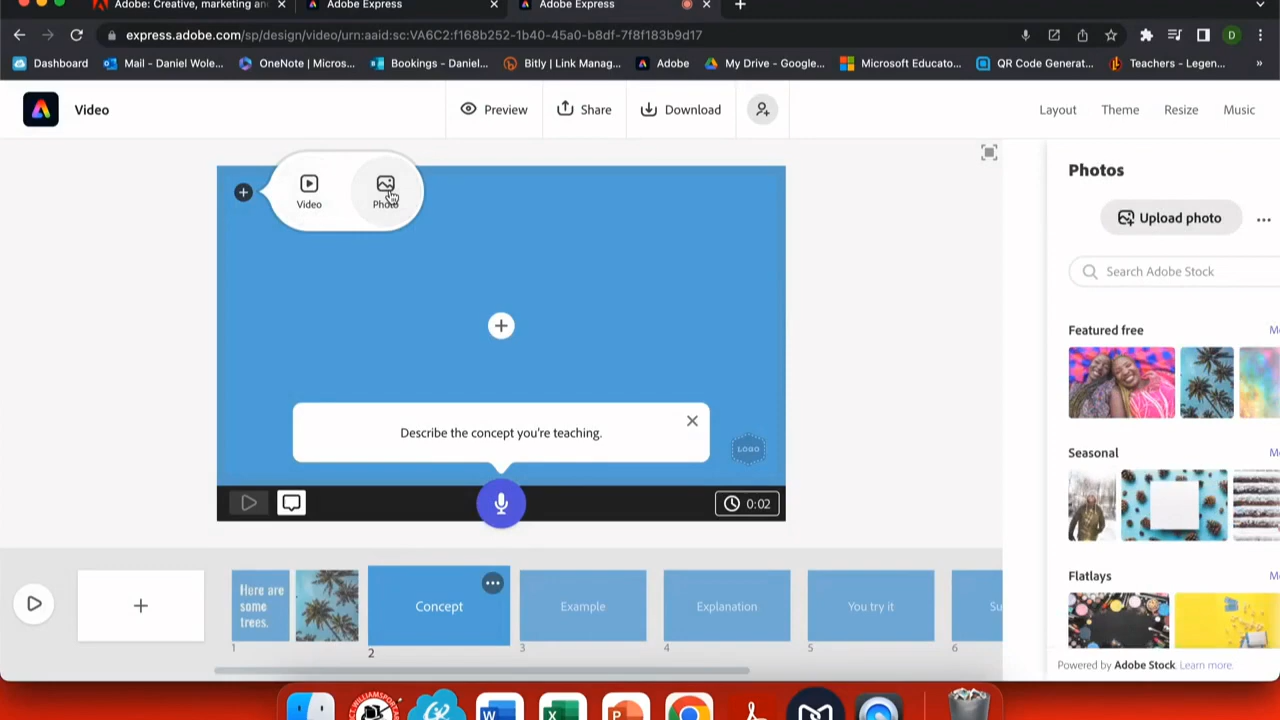 Adobe: Creative, marketing an
Adobe Express
Adobe Express
express.adobe.com/sp/design/video/urn:aaid:sc:VA6C2:f168b252-1b40-45a0-b8df-7f8f183b9d17
D
Dashboard
Mail - Daniel Wole...
OneNote | Micros...
Bookings - Daniel...
Bitly | Link Manag...
Adobe
My Drive - Google...
Microsoft Educato...
QR Code Generat...
Teachers - Legen...
»
Video
Preview
Share
Download
Layout
Theme
Resize
Music
Video
Photo
Photos
Upload photo
Search Adobe Stock
Describe the concept you're teaching.
LOGO
0:02
Featured free
Seasonal
Flatlays
Here are
some
trees.
Concept
Example
Explanation
You try it
Su
1
2
3
4
5
6
Powered by Adobe Stock. Learn more.
W
X
P